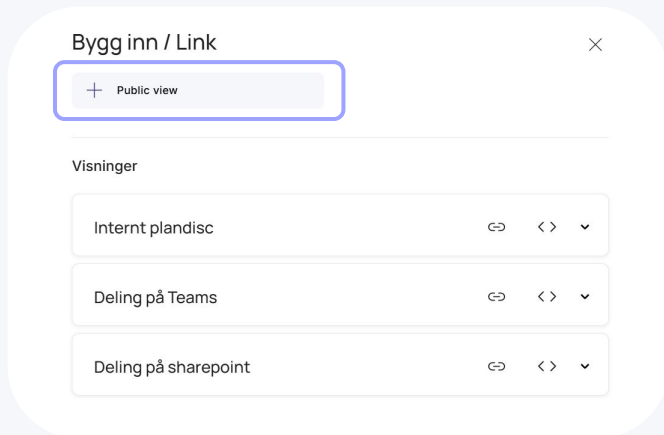 Bygg inn / Link
Public view
Visninger
Internt plandisc
Deling på Teams
Deling på sharepoint